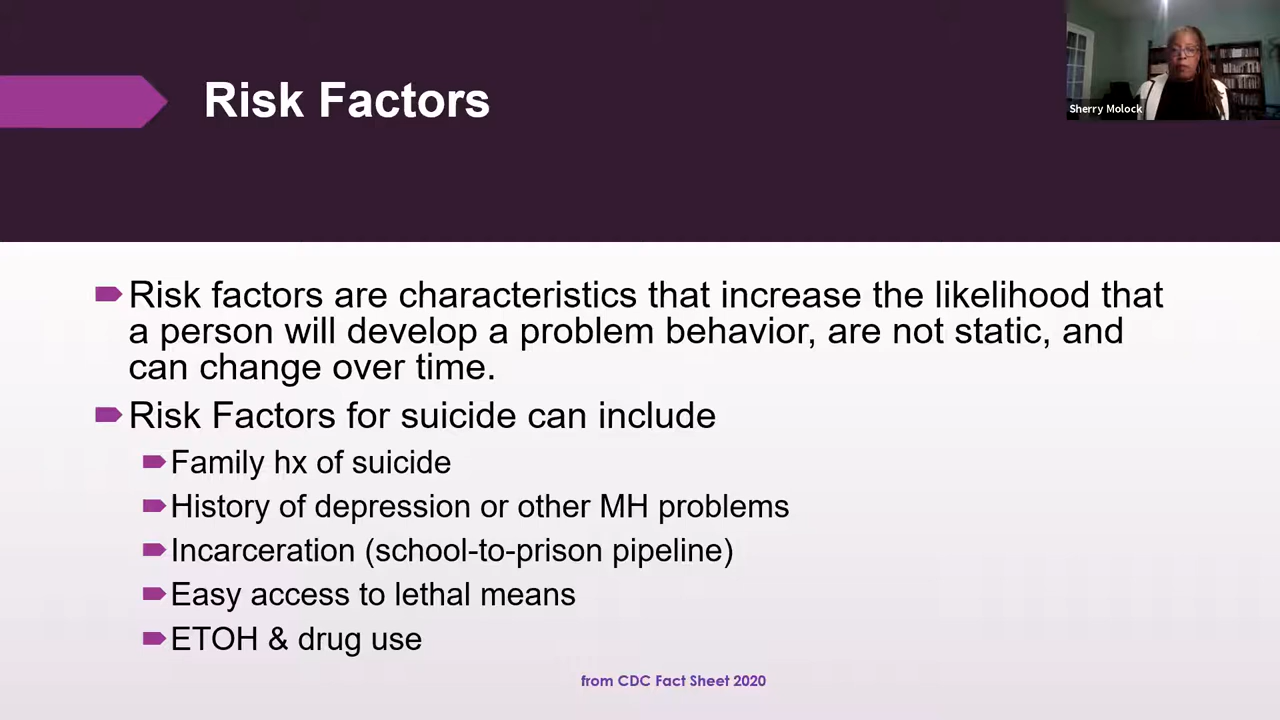 Risk Factors
Sherry Molock
Risk factors are characteristics that increase the likelihood that
a person will develop a problem behavior, are not static, and
can change over time.
Risk Factors for suicide can include
Family hx of suicide
History of depression or other MH problems
Incarceration (school-to-prison pipeline)
Easy access to lethal means
ETOH & drug use
from CDC Fact Sheet 2020